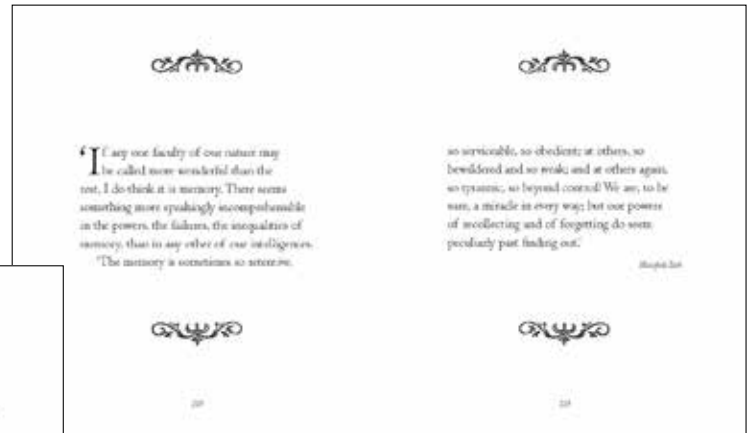 ‘If any one faculty of our nature may
be called more wonderful than the
rest, I do think it is memory. There seems
something more speakingly incomprehensible
in the powers, the failures, the inequalities of
memory, than in any other of our intelligences.
‘The memory is sometimes so retentive,
so serviceable, so obedient; at others, so
bewildered and so weak; and at others again,
so tyrannic, so beyond control! We are, to be
sure, a miracle in every way; but our powers
of recollecting and of forgetting do seem
peculiarly past finding out.’
Mansfield Park